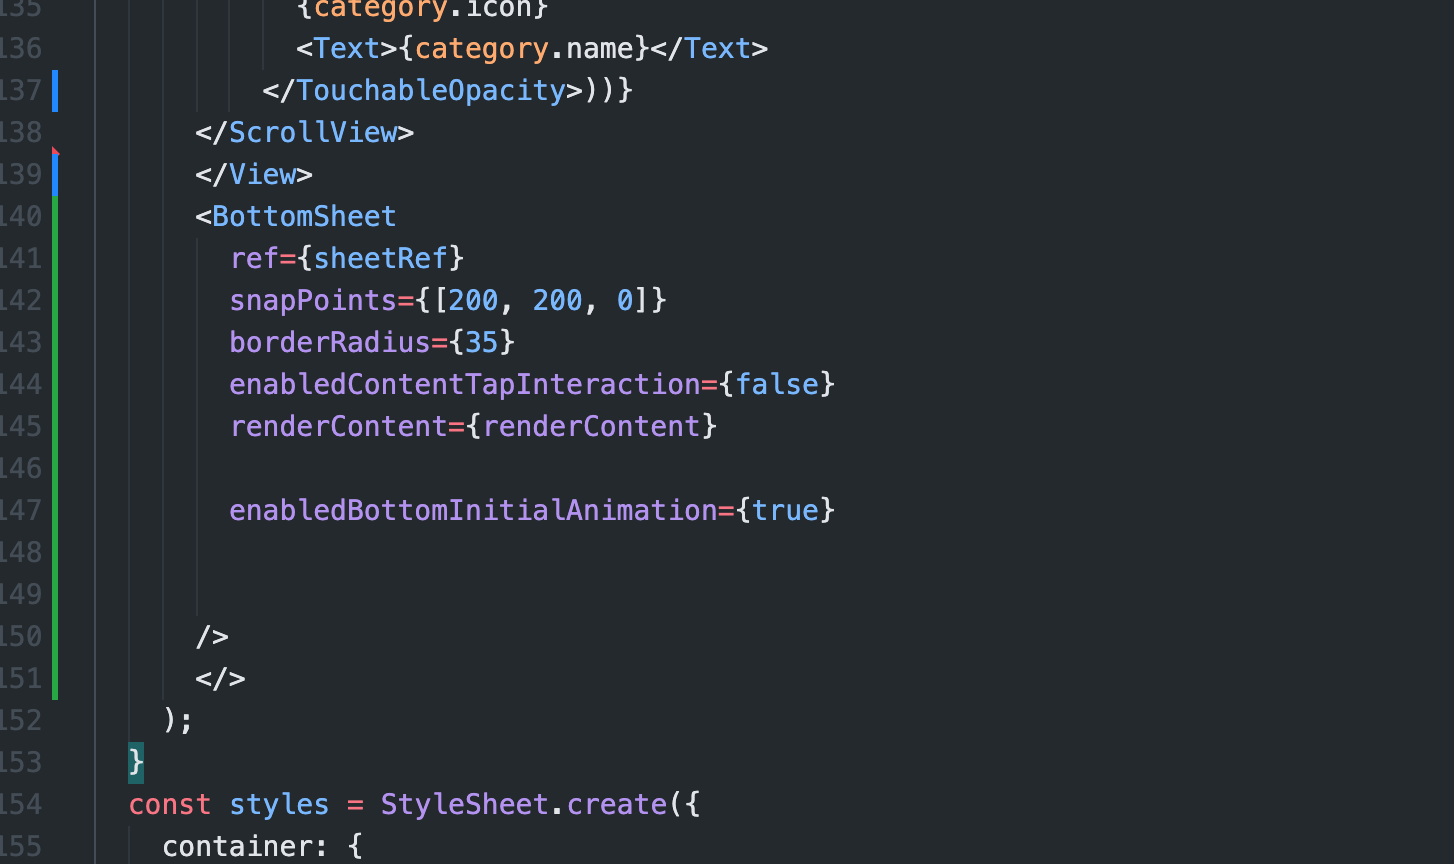 135 {category.icon}
136 <Text>{category.name}</Text>
137 </TouchableOpacity>))}
138 </ScrollView>
139 </View>
140 <BottomSheet
141 ref={sheetRef}
142 snapPoints={[200, 200, 0]}
143 borderRadius={35}
144 enabledContentTapInteraction={false}
145 renderContent={renderContent}
146
147 enabledBottomInitialAnimation={true}
148
149
150 />
151 </>
152 );
153 }
154 const styles = StyleSheet.create({
155 container: {